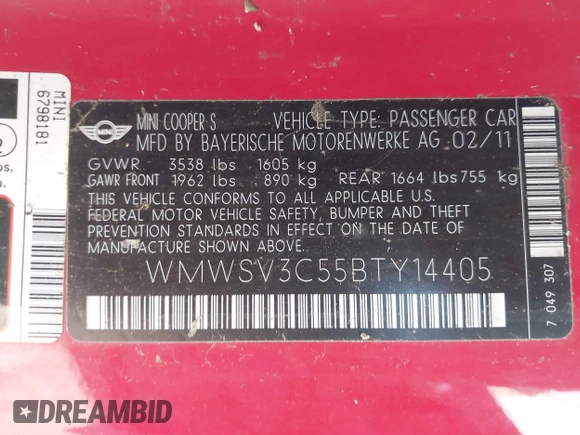 MINI
6798181
MINI
MINI COOPER S VEHICLE TYPE: PASSENGER CAR
MFD BY BAYERISCHE MOTORENWERKE AG 02/11
GVWR 3538 lbs 1605 kg
GAWR FRONT 1962 lbs 890 kg REAR 1664 lbs 755 kg
THIS VEHICLE CONFORMS TO ALL APPLICABLE U.S.
FEDERAL MOTOR VEHICLE SAFETY, BUMPER AND THEFT
PREVENTION STANDARDS IN EFFECT ON THE DATE OF
MANUFACTURE SHOWN ABOVE.
WMWSV3C55BTY14405
7 049 307
DREAMBID